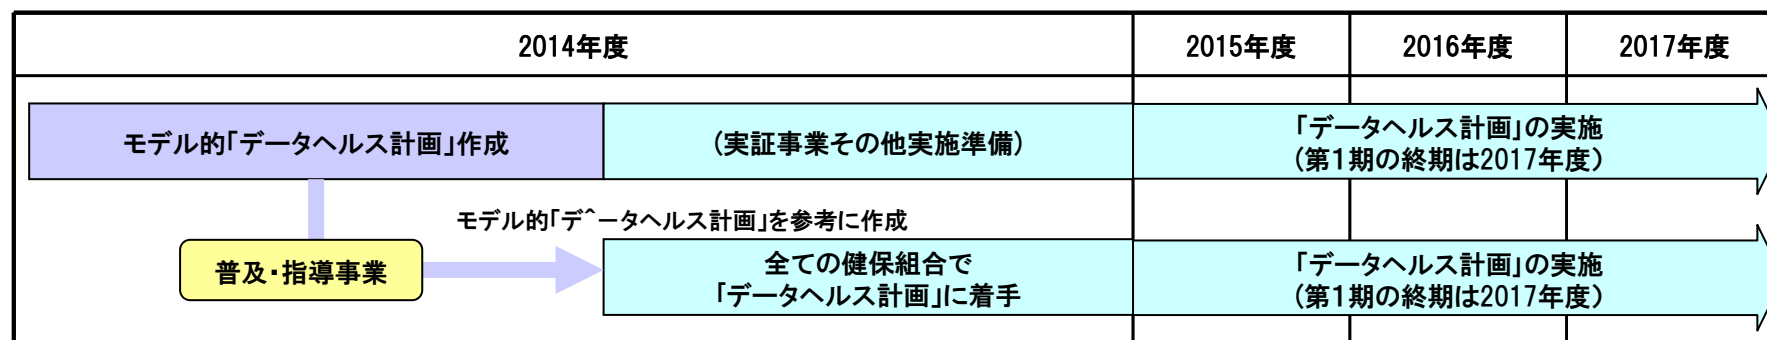 2014年度 2015年度 2016年度 2017年度
モデル的「データヘルス計画」作成 (実証事業その他実施準備) 「データヘルス計画」の実施
(第1期の終期は2017年度)
モデル的「デ^ータヘルス計画」を参考に作成
普及・指導事業
全ての健保組合で
「データヘルス計画」に着手
「データヘルス計画」の実施
(第1期の終期は2017年度)